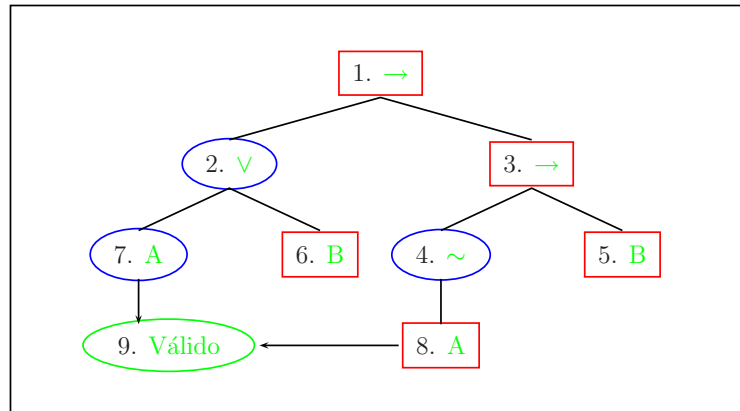 1. →
2. ∨
3. →
7. A
6. B
4. ∼
5. B
9. Válido
8. A